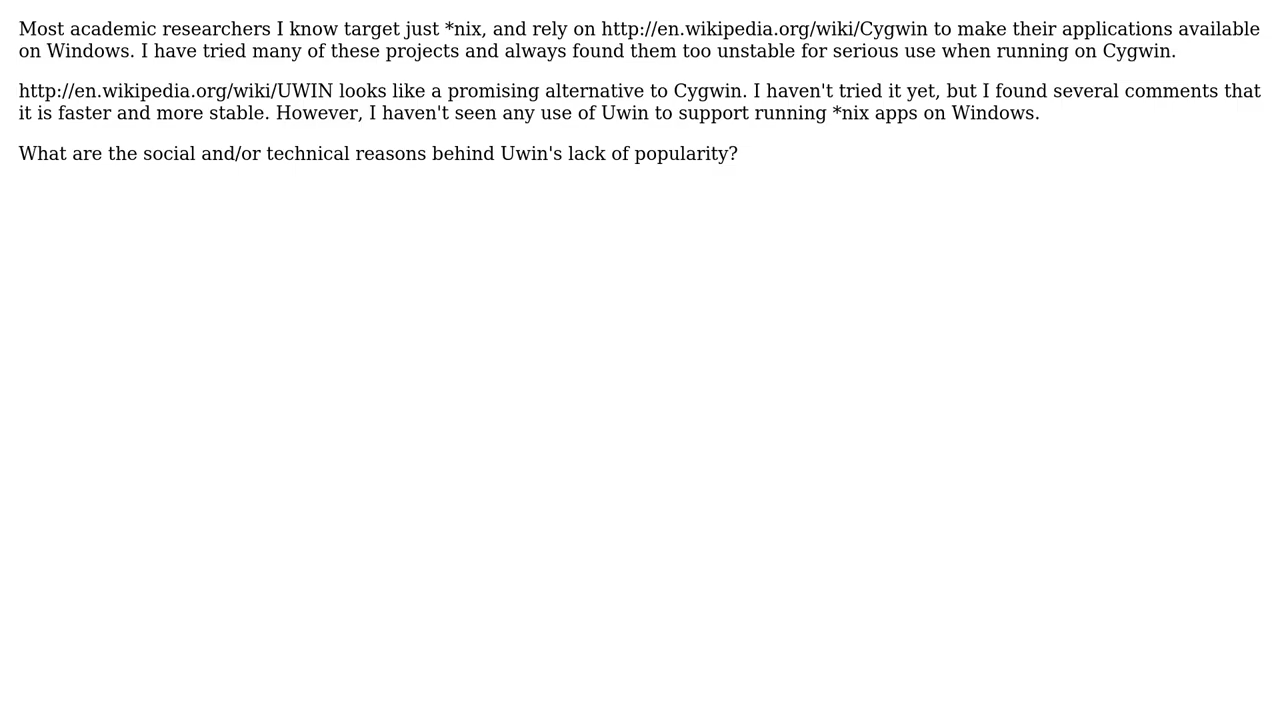 Most academic researchers I know target just *nix, and rely on http://en.wikipedia.org/wiki/Cygwin to make their applications available
on Windows. I have tried many of these projects and always found them too unstable for serious use when running on Cygwin.
http://en.wikipedia.org/wiki/UWIN looks like a promising alternative to Cygwin. I haven't tried it yet, but I found several comments that
it is faster and more stable. However, I haven't seen any use of Uwin to support running *nix apps on Windows.
What are the social and/or technical reasons behind Uwin's lack of popularity?